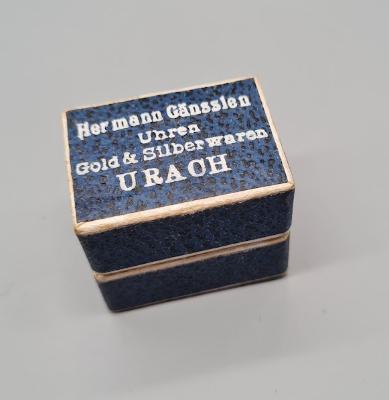 Hermann Gänsslen
Uhren
Gold & Silberwaren
URACH